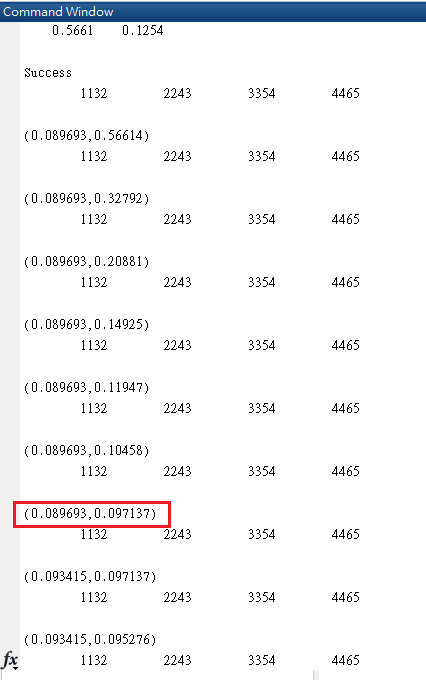 Command Window
0.5661 0.1254
Success
1132 2243 3354 4465
(0.089693,0.56614)
1132 2243 3354 4465
(0.089693,0.32792)
1132 2243 3354 4465
(0.089693,0.20881)
1132 2243 3354 4465
(0.089693,0.14925)
1132 2243 3354 4465
(0.089693,0.11947)
1132 2243 3354 4465
(0.089693,0.10458)
1132 2243 3354 4465
(0.089693,0.097137)
1132 2243 3354 4465
(0.093415,0.097137)
1132 2243 3354 4465
(0.093415,0.095276)
fx 1132 2243 3354 4465